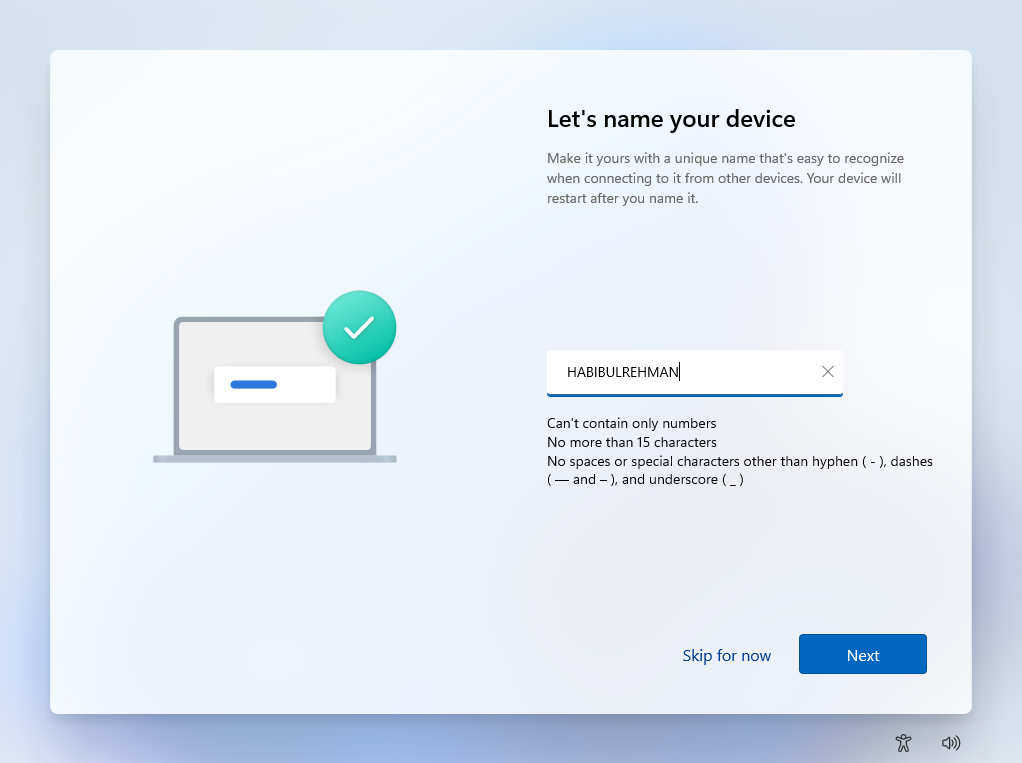 Let's name your device
Make it yours with a unique name that's easy to recognize
when connecting to it from other devices. Your device will
restart after you name it.
HABIBULREHMAN
Can't contain only numbers
No more than 15 characters
No spaces or special characters other than hyphen ( - ), dashes
( — and – ), and underscore ( _ )
Skip for now
Next